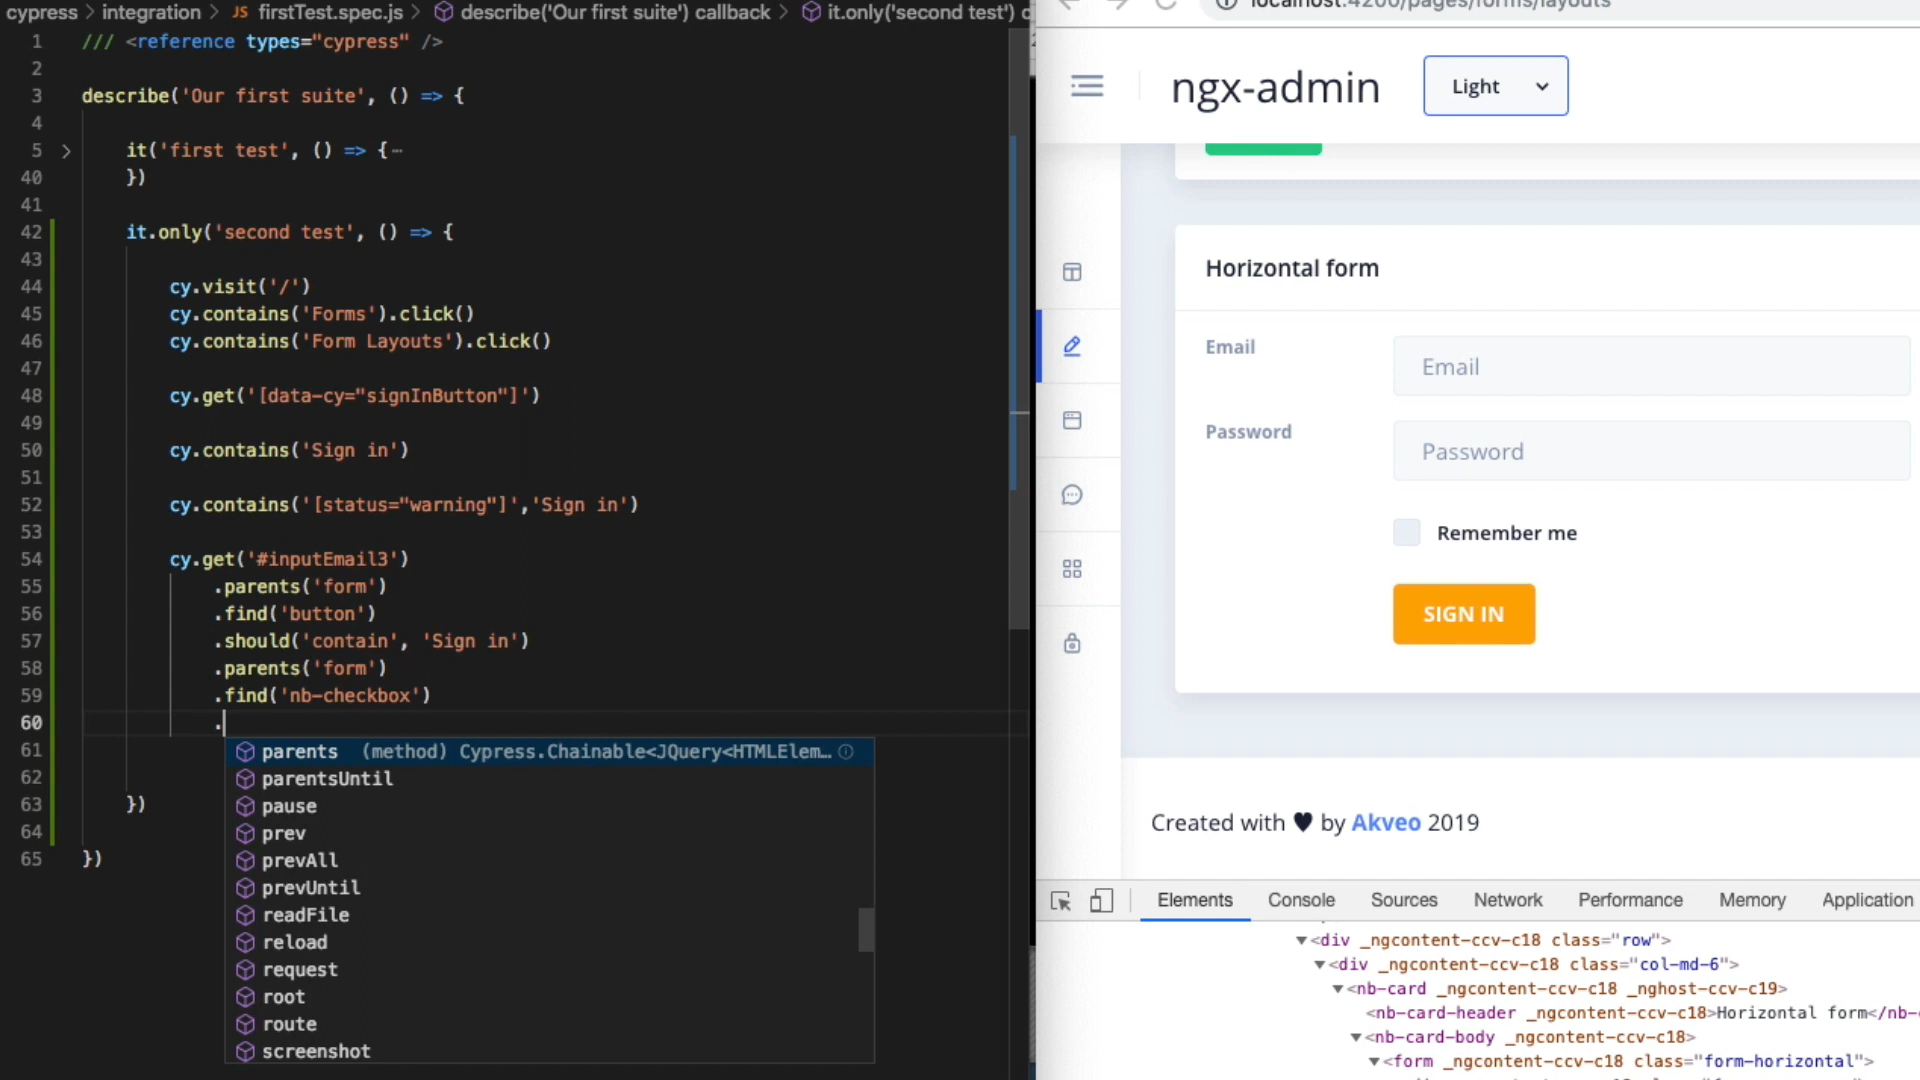 cypress > integration > JS firstTest.spec.js > describe('Our first suite') callback > it.only('second test') c
1 /// <reference types="cypress" />
2
3 describe('Our first suite', () => {
4
5 > it('first test', () => {⋯
40 })
41
42 it.only('second test', () => {
43
44 cy.visit('/')
45 cy.contains('Forms').click()
46 cy.contains('Form Layouts').click()
47
48 cy.get('[data-cy="signInButton"]')
49
50 cy.contains('Sign in')
51
52 cy.contains('[status="warning"]','Sign in')
53
54 cy.get('#inputEmail3')
55 .parents('form')
56 .find('button')
57 .should('contain', 'Sign in')
58 .parents('form')
59 .find('nb-checkbox')
60 .
61
62
63 })
64
65 })
parents (method) Cypress.Chainable<JQuery<HTMLElem…
parentsUntil
pause
prev
prevAll
prevUntil
readFile
reload
request
root
route
screenshot
localhost:4200/pages/forms/layouts
ngx-admin
Light
Horizontal form
Email
Email
Password
Password
Remember me
SIGN IN
Created with ♥ by Akveo 2019
Elements Console Sources Network Performance Memory Application
▼<div _ngcontent-ccv-c18 class="row">
▼<div _ngcontent-ccv-c18 class="col-md-6">
▼<nb-card _ngcontent-ccv-c18 _nghost-ccv-c19>
<nb-card-header _ngcontent-ccv-c18>Horizontal form</nb-
▼<nb-card-body _ngcontent-ccv-c18>
▼<form _ngcontent-ccv-c18 class="form-horizontal">